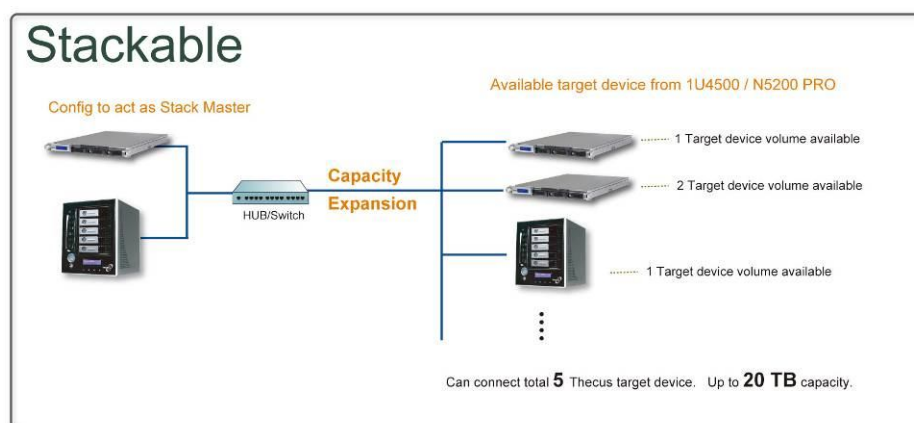 Stackable
Config to act as Stack Master
Available target device from 1U4500 / N5200 PRO
1 Target device volume available
2 Target device volume available
Capacity
Expansion
HUB/Switch
1 Target device volume available
Can connect total 5 Thecus target device. Up to 20 TB capacity.